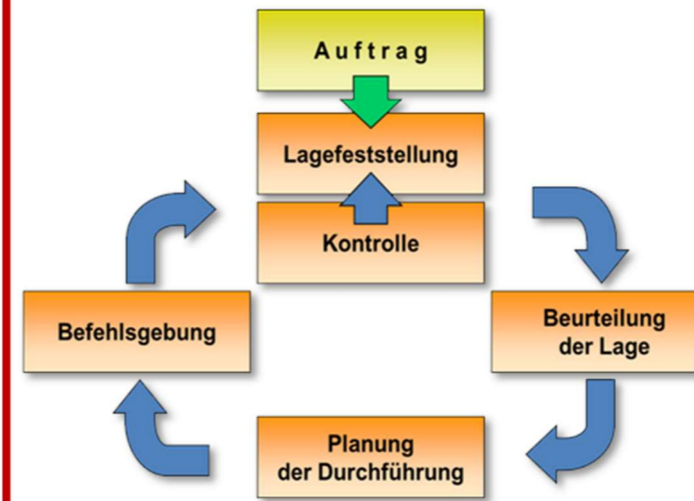 Auftrag
Lagefeststellung
Kontrolle
Befehlsgebung
Beurteilung
der Lage
Planung
der Durchführung